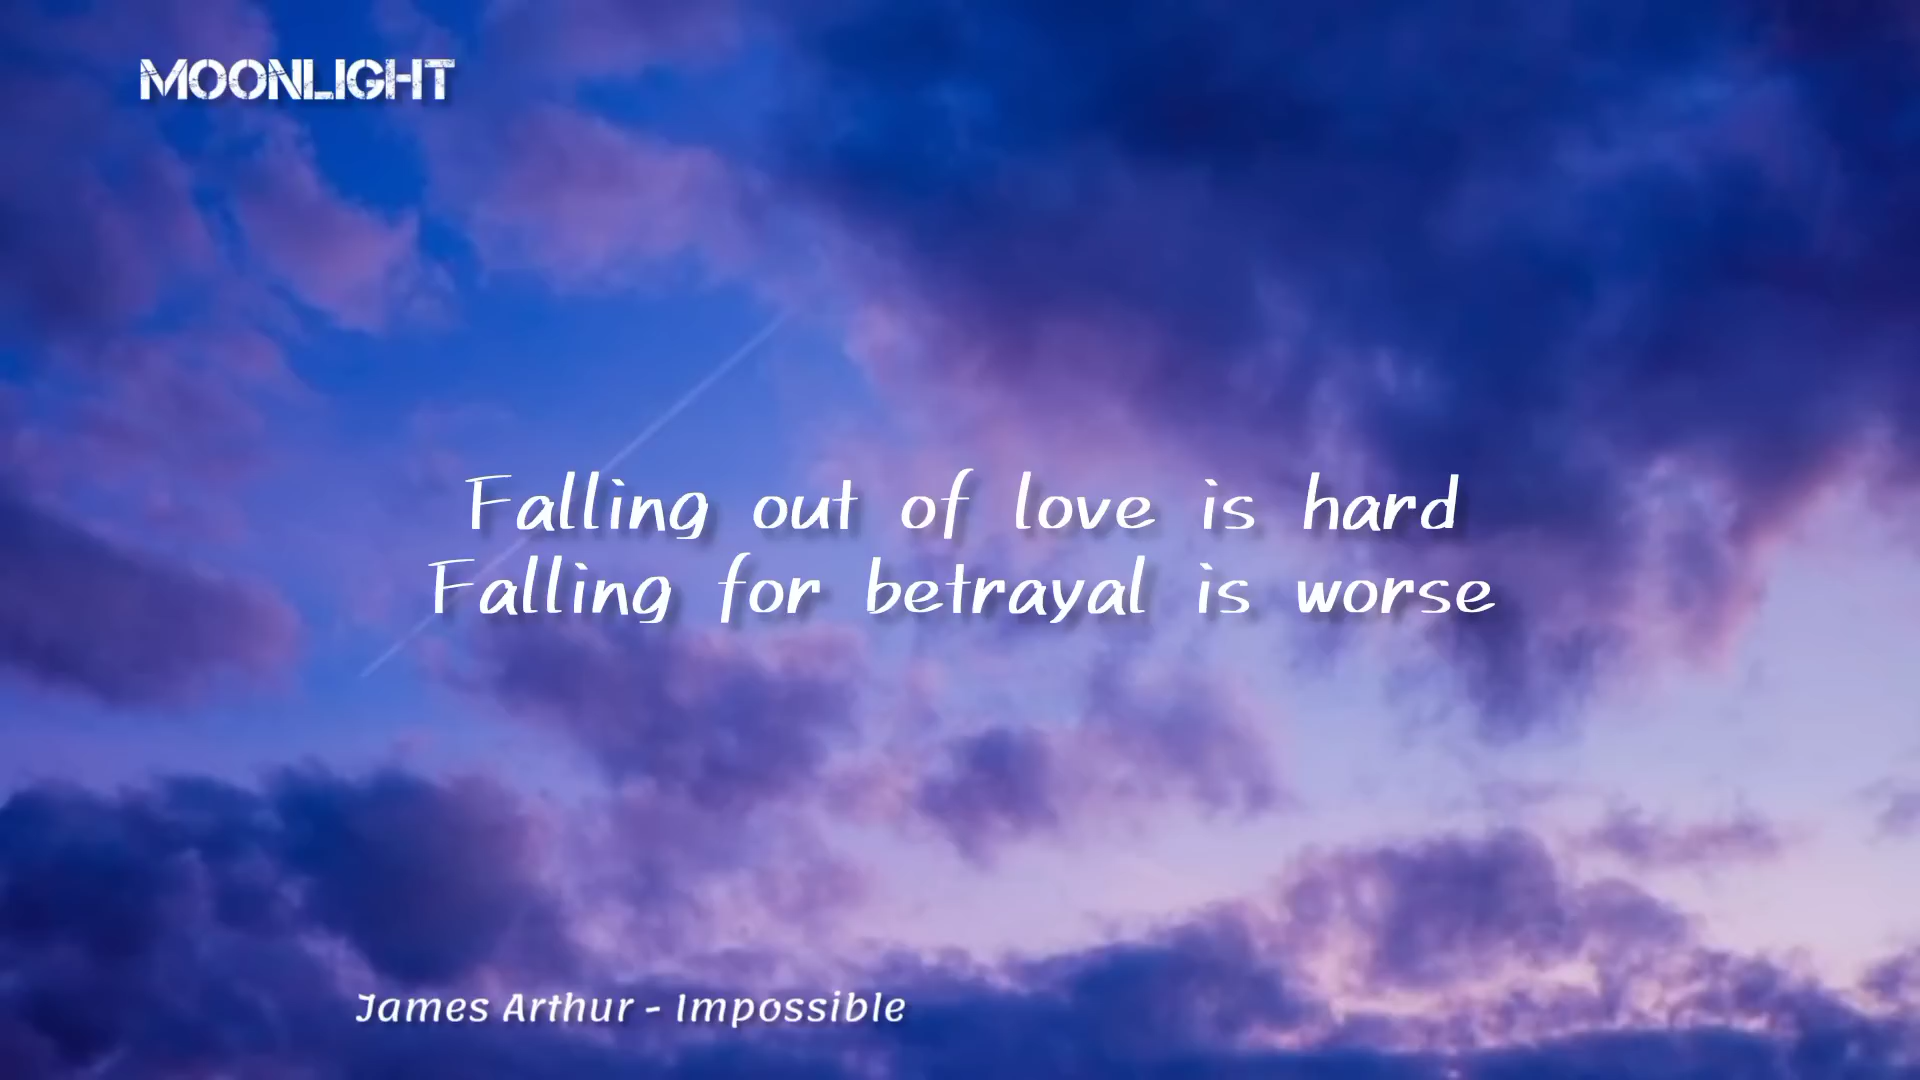 MOONLIGHT
Falling out of love is hard
Falling for betrayal is worse
James Arthur - Impossible